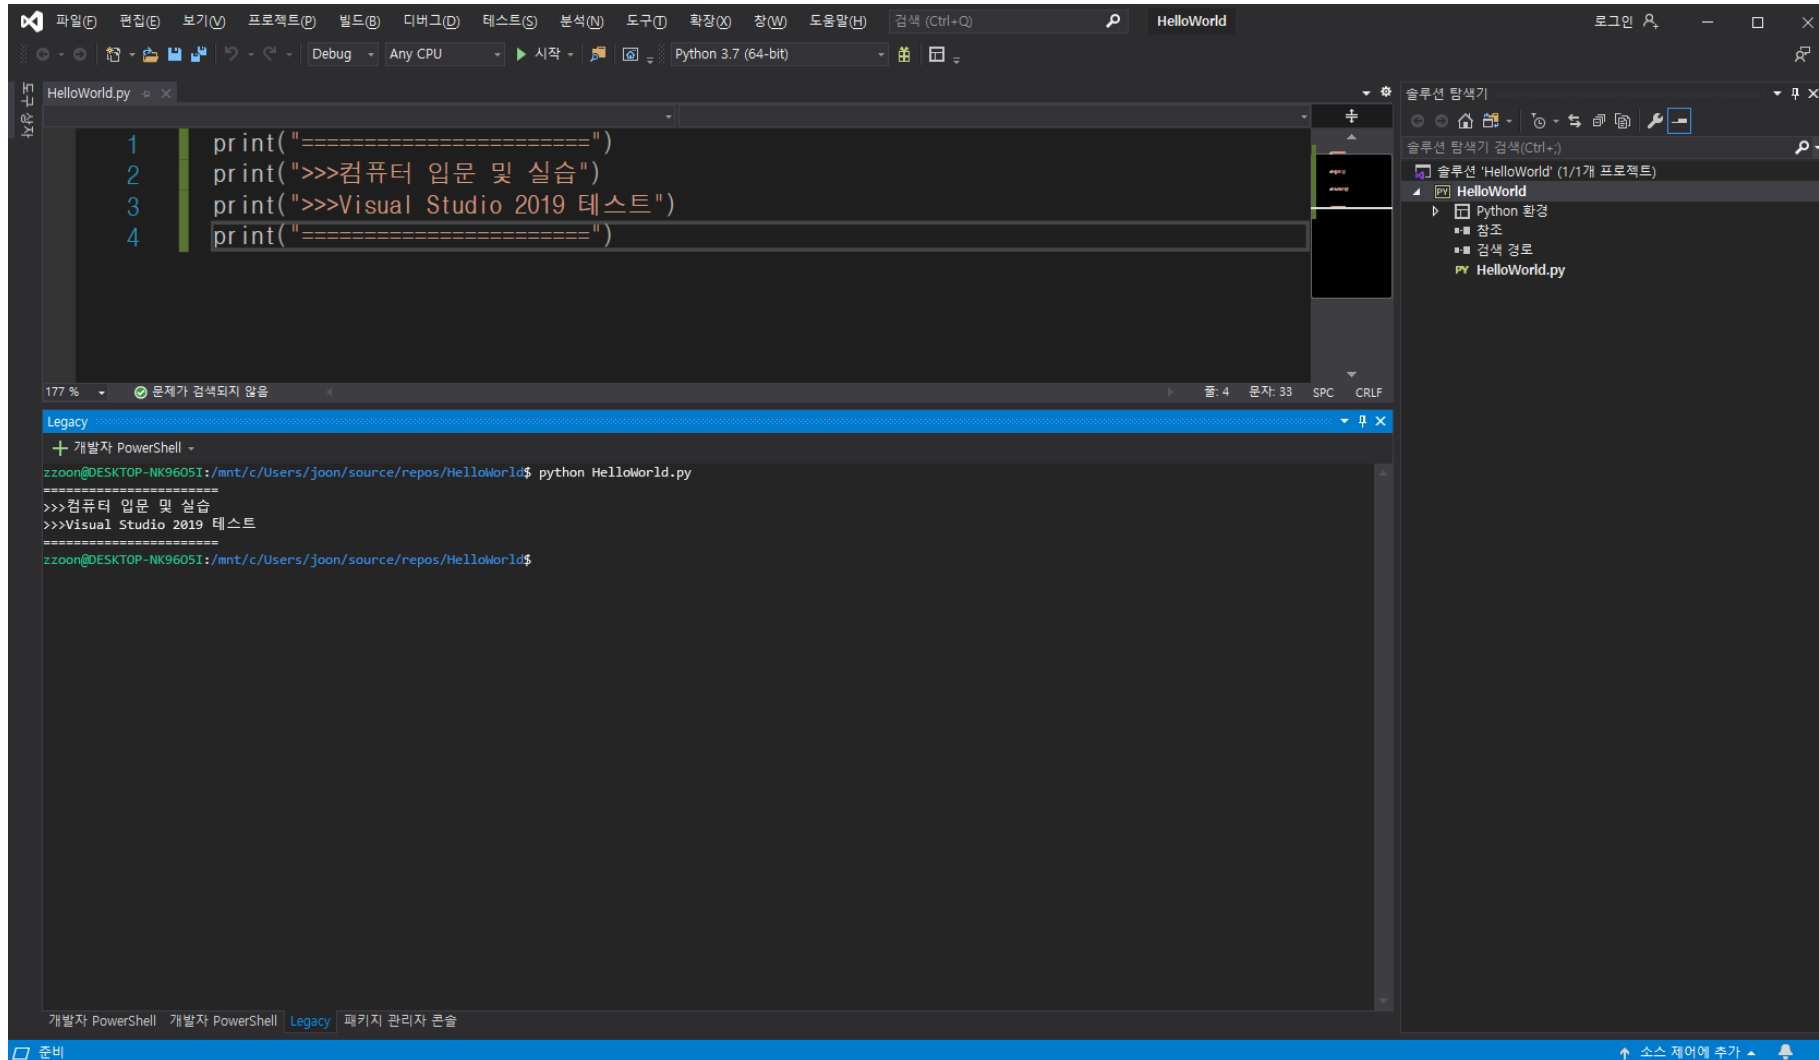 파일(F) 편집(E) 보기(V) 프로젝트(P) 빌드(B) 디버그(D) 테스트(S) 분석(N) 도구(T) 확장(X) 창(W) 도움말(H) 검색 (Ctrl+Q) HelloWorld 로그인
Debug Any CPU 시작 Python 3.7 (64-bit)
도구 상자
HelloWorld.py
1 print("=======================")
2 print(">>>컴퓨터 입문 및 실습")
3 print(">>>Visual Studio 2019 테스트")
4 print("=======================")
177 % 문제가 검색되지 않음 줄: 4 문자: 33 SPC CRLF
Legacy
개발자 PowerShell
zzoon@DESKTOP-NK96O5I:/mnt/c/Users/joon/source/repos/HelloWorld$ python HelloWorld.py
=======================
>>>컴퓨터 입문 및 실습
>>>Visual Studio 2019 테스트
=======================
zzoon@DESKTOP-NK96O5I:/mnt/c/Users/joon/source/repos/HelloWorld$
개발자 PowerShell 개발자 PowerShell Legacy 패키지 관리자 콘솔
솔루션 탐색기
솔루션 탐색기 검색(Ctrl+;)
솔루션 'HelloWorld' (1/1개 프로젝트)
PY HelloWorld
Python 환경
참조
검색 경로
PY HelloWorld.py
준비 소스 제어에 추가